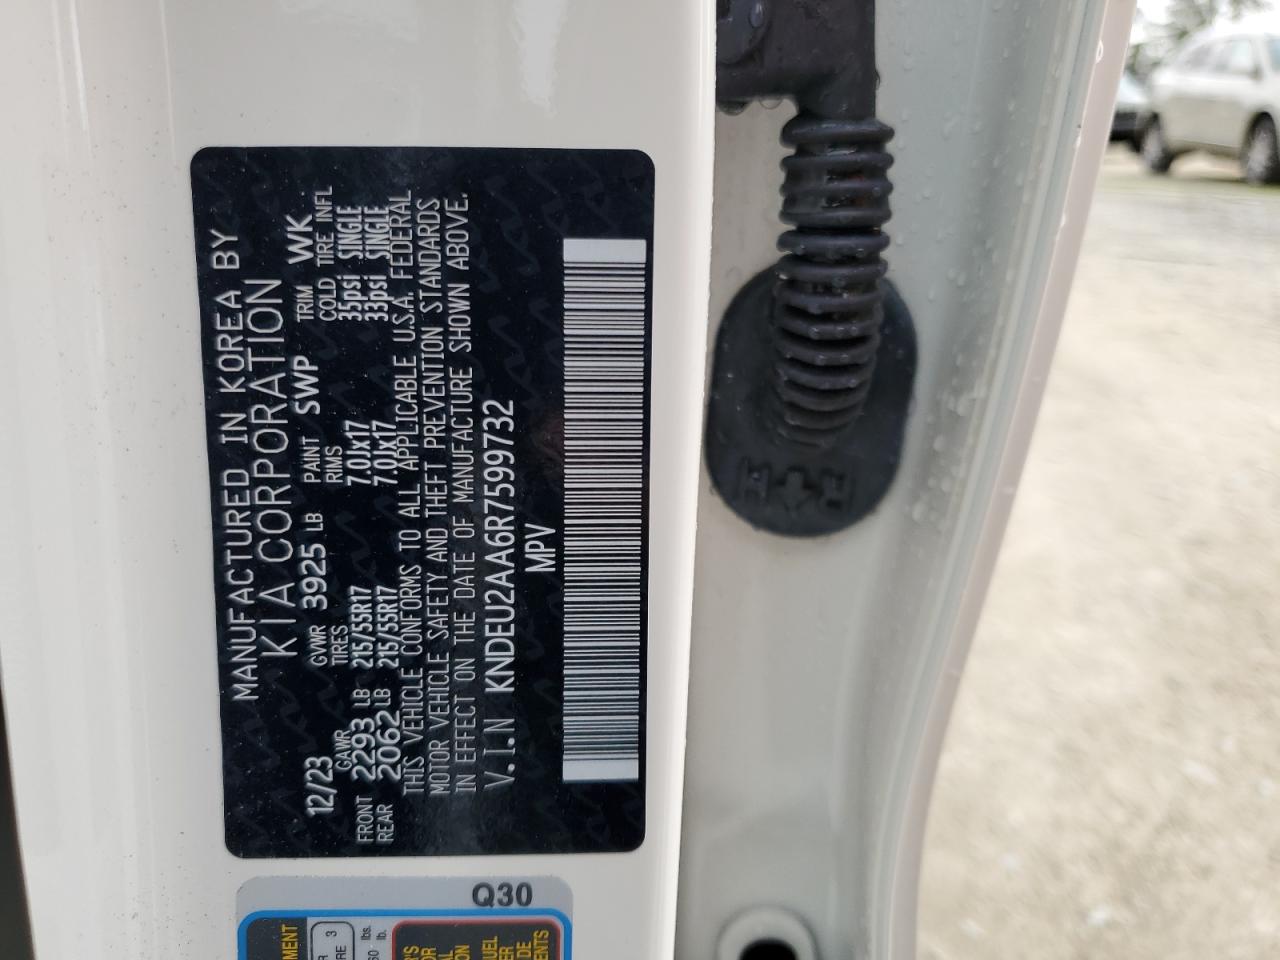 MANUFACTURED IN KOREA BY
KIA CORPORATION
12/23 GVWR 3925 LB PAINT SWP TRIM WK
GAWR TIRES RIMS COLD TIRE INFL
FRONT 2293 LB 215/55R17 7.0Jx17 35psi SINGLE
REAR 2062 LB 215/55R17 7.0Jx17 33psi SINGLE
THIS VEHICLE CONFORMS TO ALL APPLICABLE U.S.A. FEDERAL
MOTOR VEHICLE SAFETY AND THEFT PREVENTION STANDARDS
IN EFFECT ON THE DATE OF MANUFACTURE SHOWN ABOVE.
V.I.N KNDEU2AA6R7599732
MPV
Q30
3
lbs.
lb.